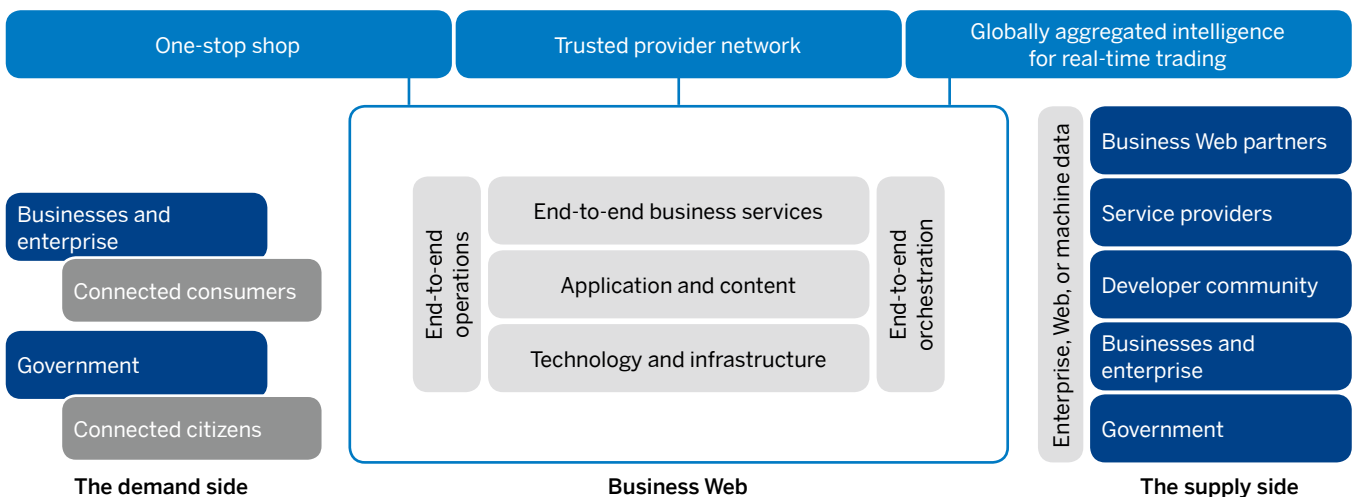 One-stop shop
Trusted provider network
Globally aggregated intelligence
for real-time trading
Businesses and
enterprise
Connected consumers
Government
Connected citizens
The demand side
End-to-end
operations
End-to-end business services
Application and content
Technology and infrastructure
End-to-end
orchestration
Business Web
Enterprise, Web, or machine data
Business Web partners
Service providers
Developer community
Businesses and
enterprise
Government
The supply side